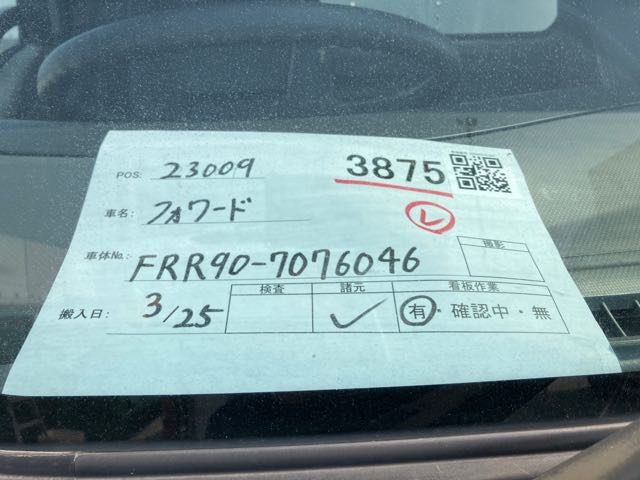 POS: 23009 3875
車名: フォワード レ
車体No.: FRR90-7076046 撮影
検査 諸元 看板作業
搬入日: 3/25 ✓ 有・確認中・無